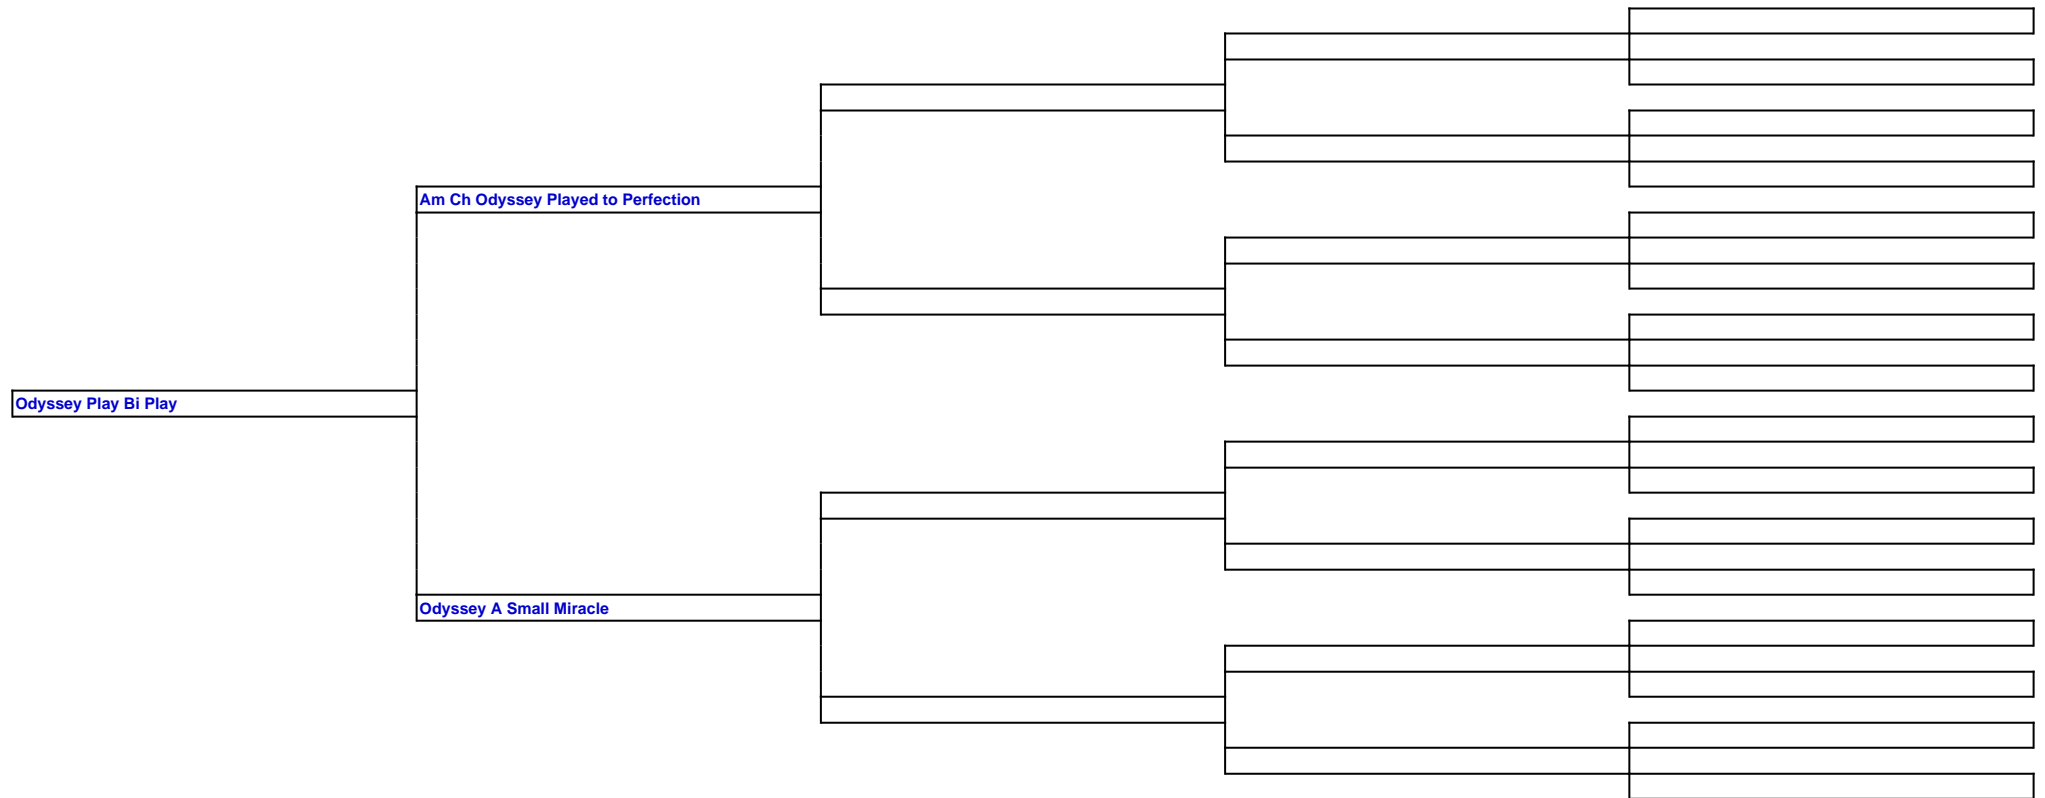 Am Ch Odyssey Played to Perfection
Odyssey Play Bi Play
Odyssey A Small Miracle